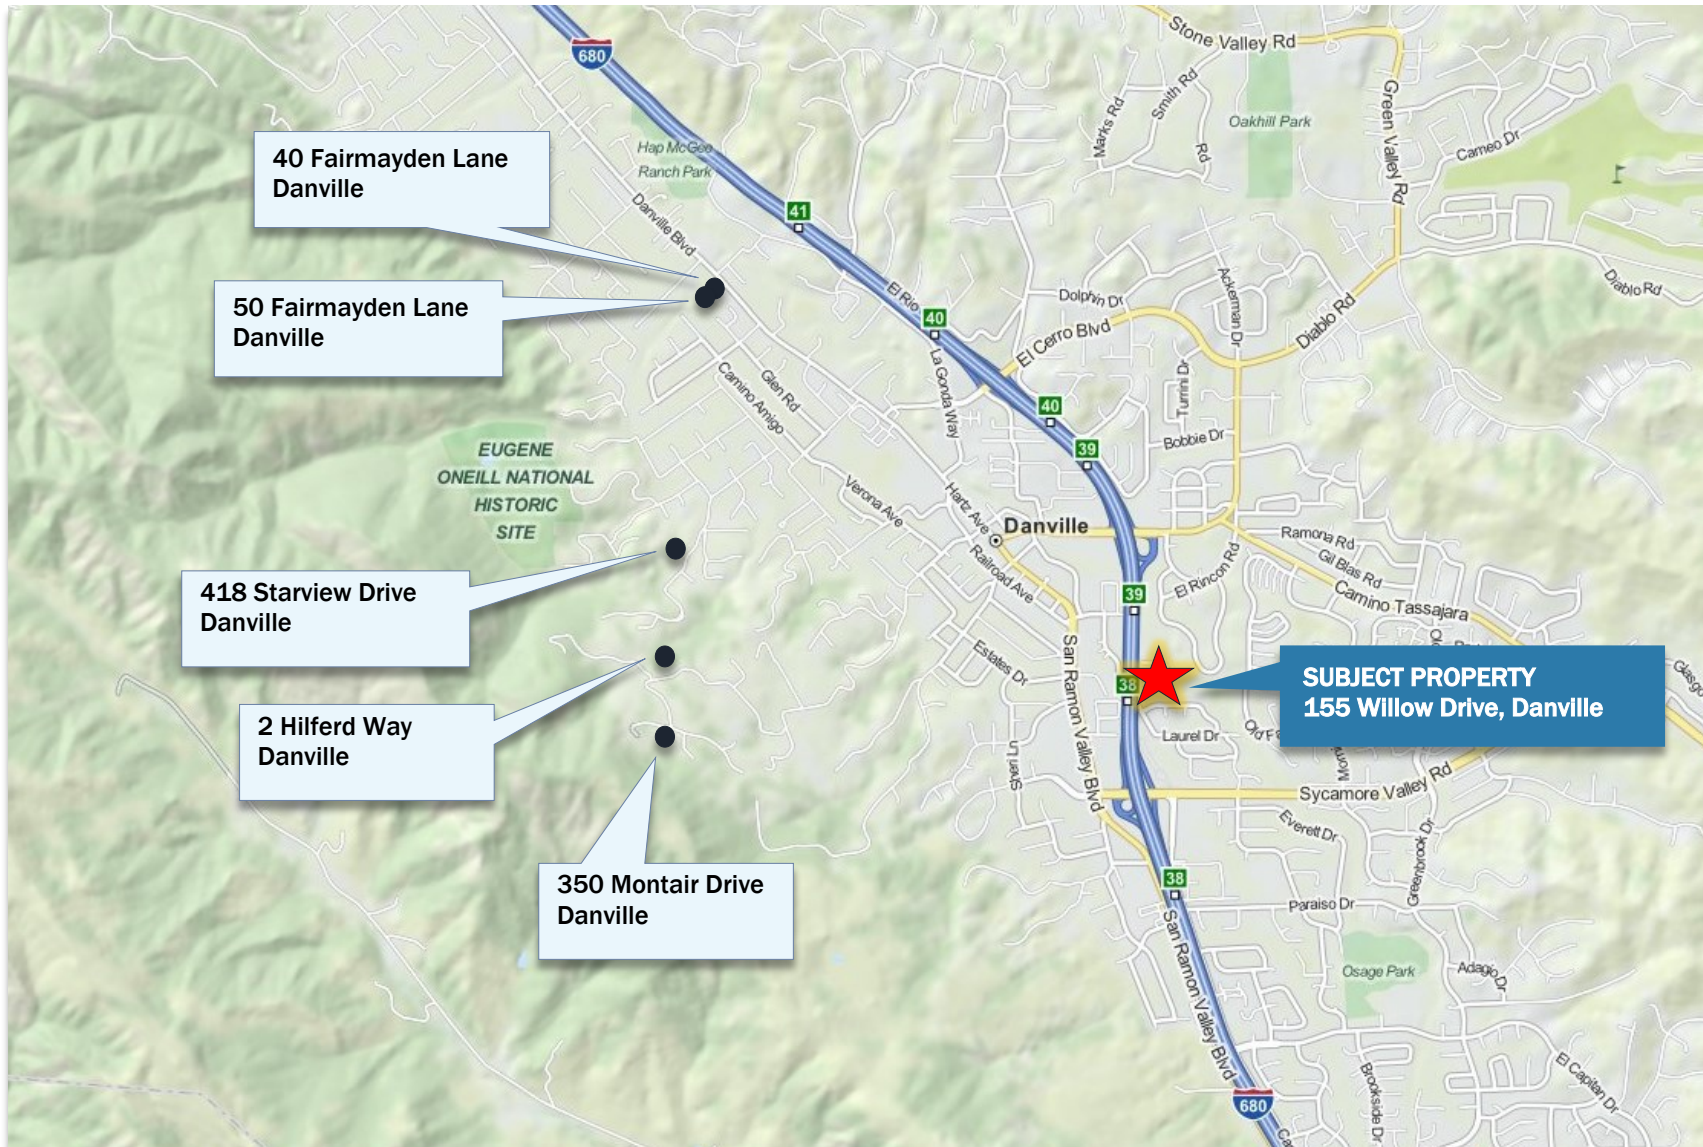 Stone Valley Rd
680
Smith Rd
Marks Rd
Rd
Green Valley Rd
Oakhill Park
Cameo Dr
Hap McGee
Ranch Park
40 Fairmayden Lane
Danville
Danville Blvd
41
50 Fairmayden Lane
Danville
El Rio
40
Dolphin Dr
Ackerman Dr
Diablo Rd
Diablo Rd
El Cerro Blvd
La Gonda Way
Turrini Dr
Glen Rd
Camino Amigo
40
39
Bobbie Dr
EUGENE
ONEILL NATIONAL
HISTORIC
SITE
Verona Ave
Hartz Ave
Danville
Railroad Ave
Ramona Rd
Gil Blas Rd
El Rincon Rd
Camino Tassajara
39
418 Starview Drive
Danville
San Ramon Valley Blvd
Estates Dr
38
SUBJECT PROPERTY
155 Willow Drive, Danville
2 Hilferd Way
Danville
Laurel Dr
Sycamore Valley Rd
Everett Dr
Greenbrook Dr
350 Montair Drive
Danville
38
Paraiso Dr
San Ramon Valley Blvd
Osage Park
Adagio Dr
El Capitan Dr
Brookside Dr
680